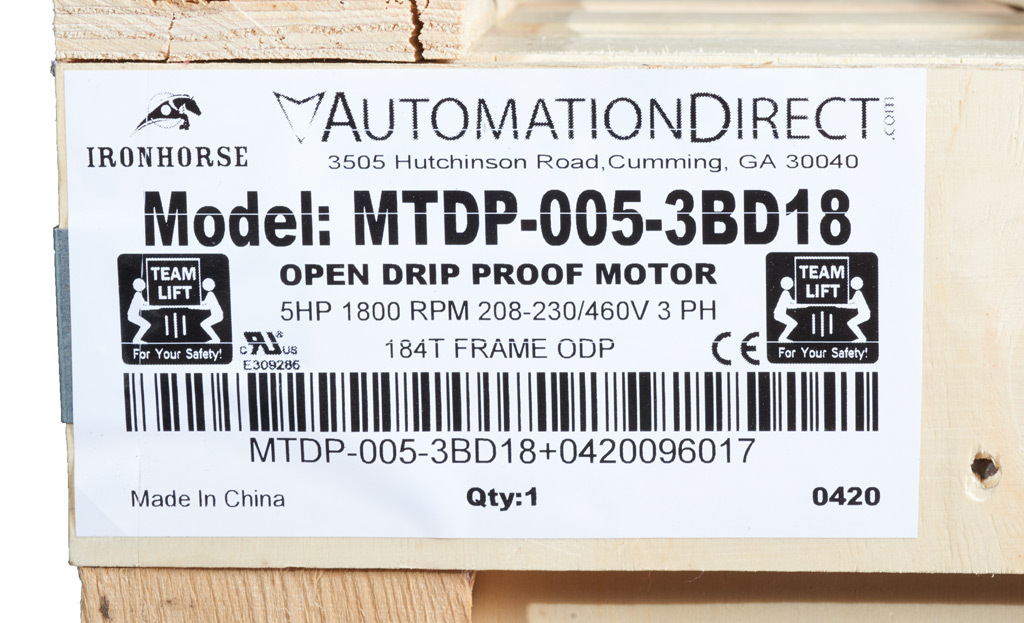 IRONHORSE
AUTOMATIONDIRECT.COM
3505 Hutchinson Road,Cumming, GA 30040
Model: MTDP-005-3BD18
OPEN DRIP PROOF MOTOR
5HP 1800 RPM 208-230/460V 3 PH
184T FRAME ODP
TEAM
LIFT
For Your Safety!
c RU® US
E309286
CE
TEAM
LIFT
For Your Safety!
MTDP-005-3BD18+0420096017
Made In China
Qty:1
0420